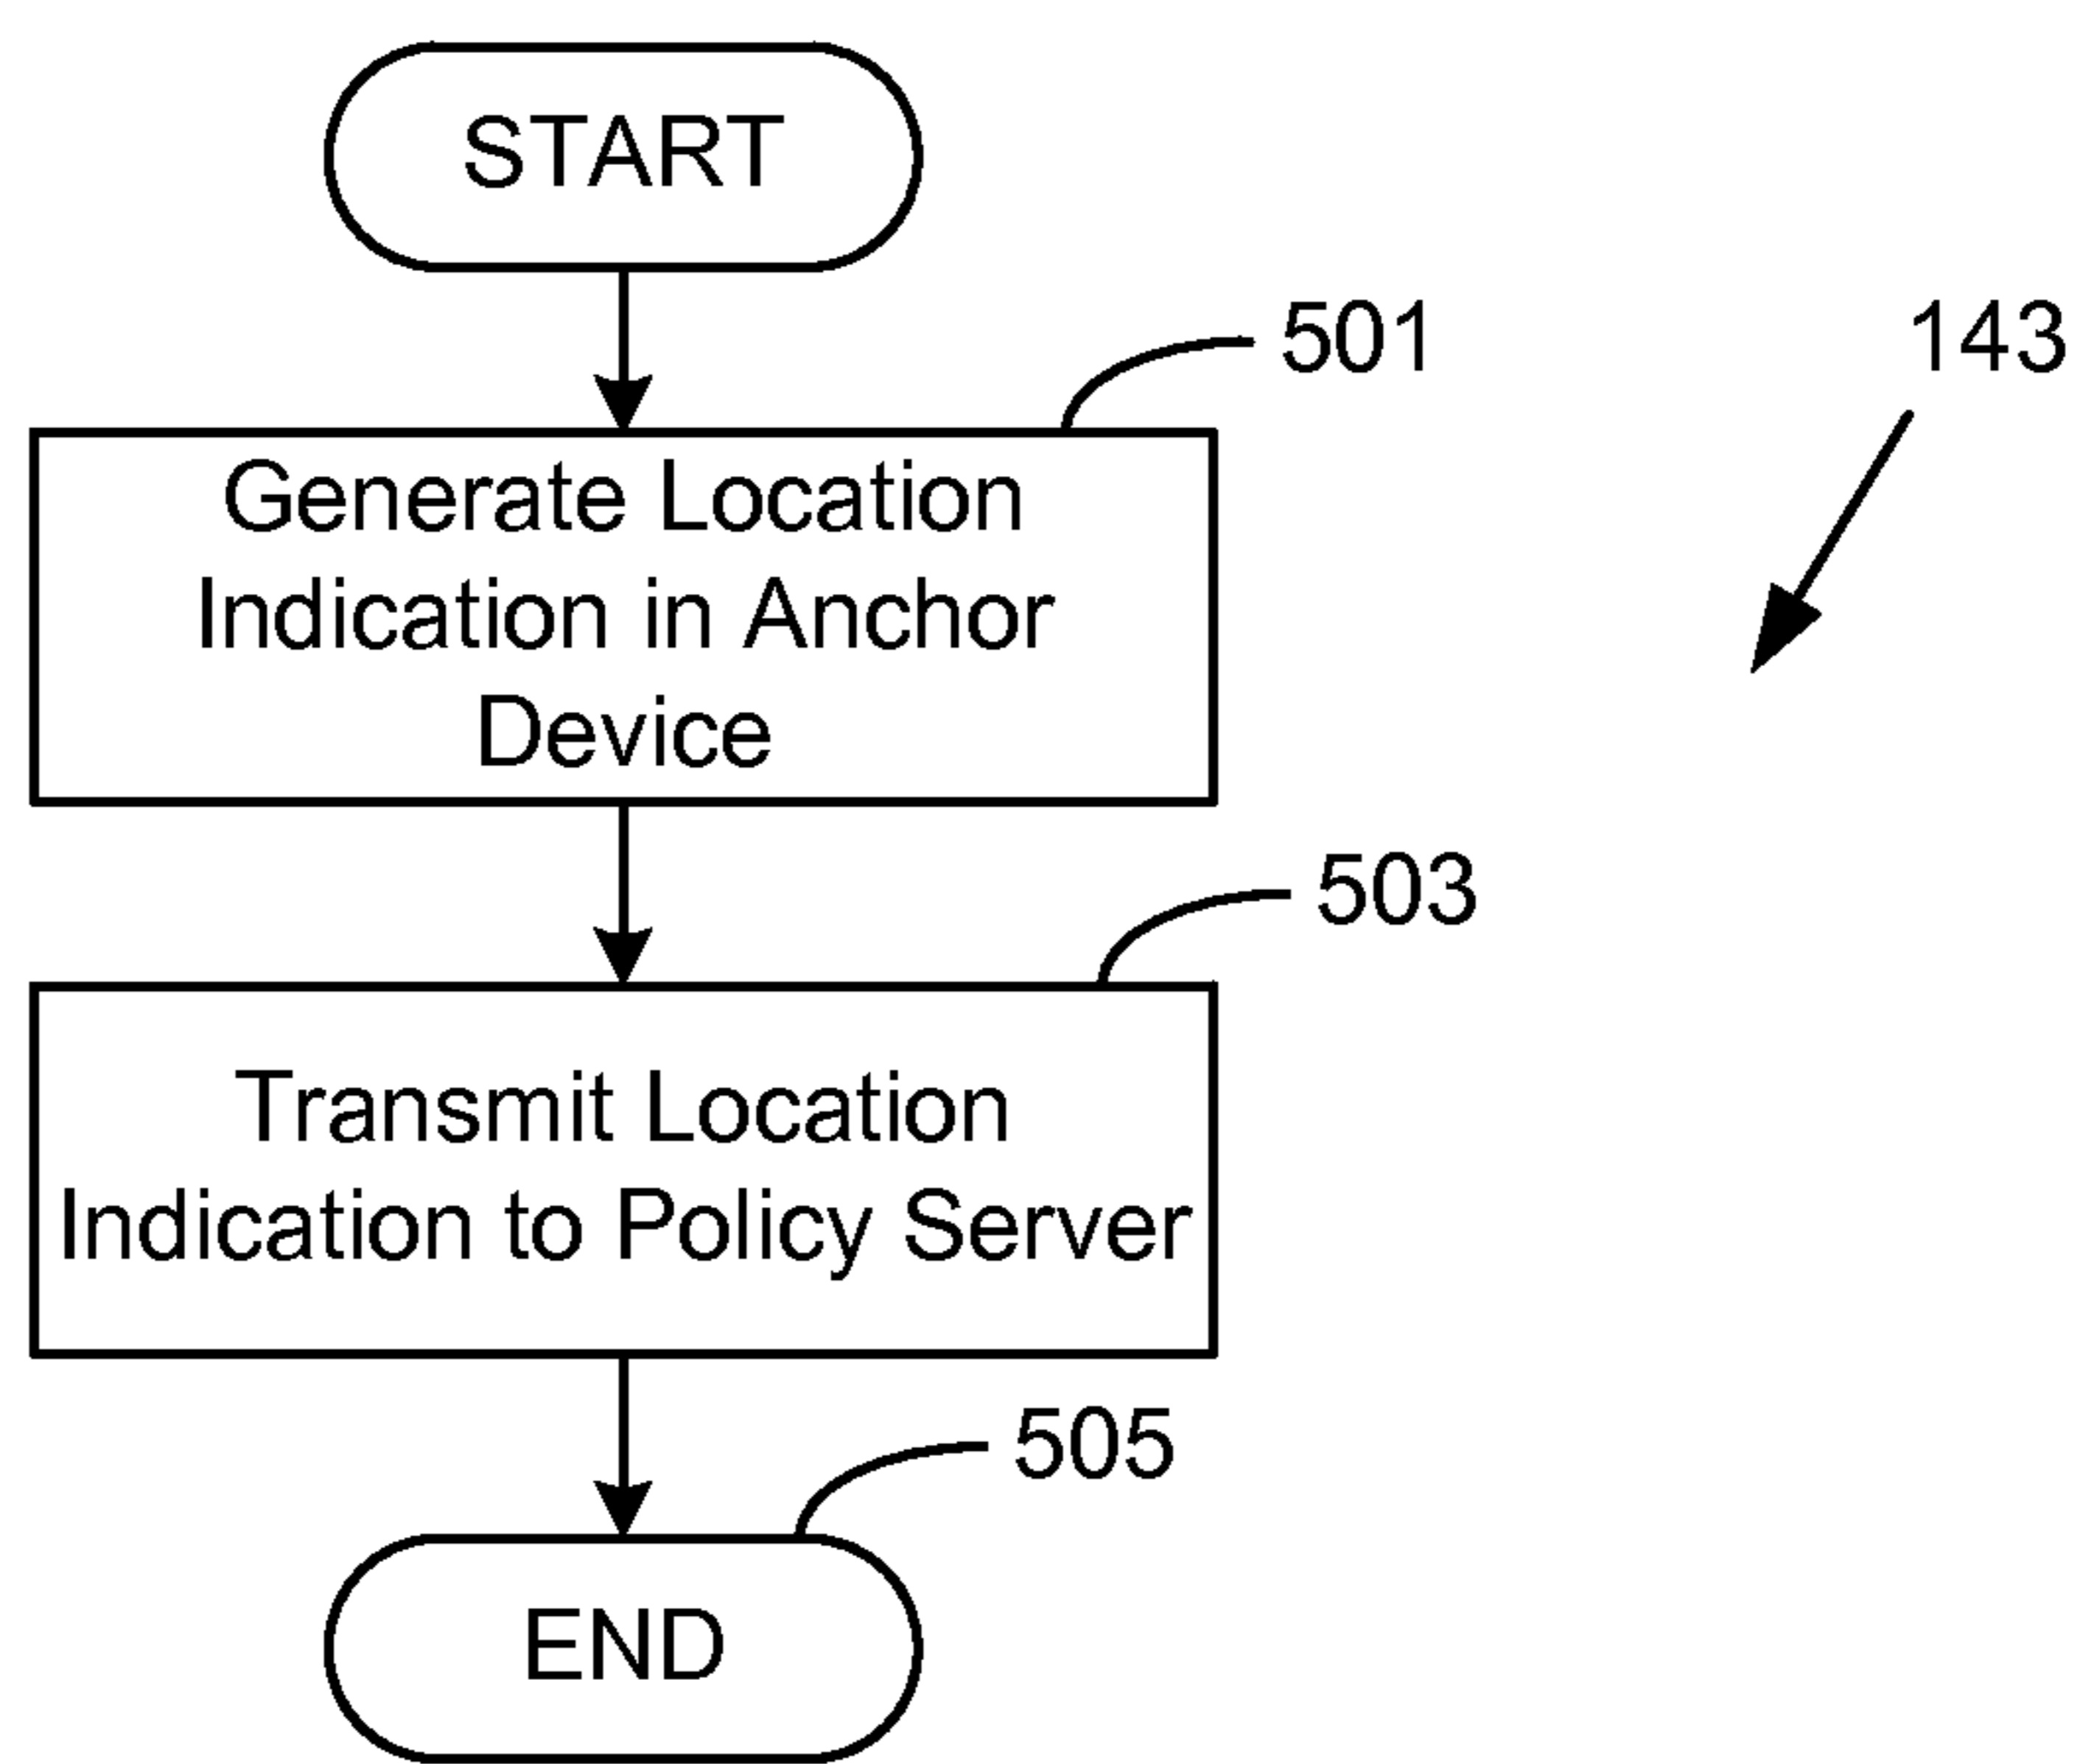 START
501
143
Generate Location
Indication in Anchor
Device
503
Transmit Location
Indication to Policy Server
505
END